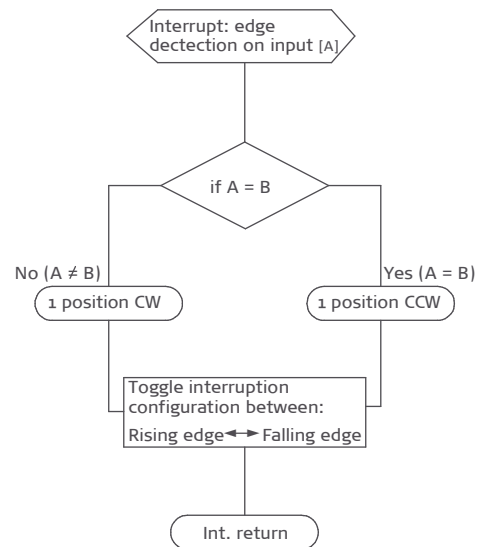 Interrupt: edge
dectection on input [A]
if A = B
No (A ≠ B)
Yes (A = B)
1 position CW
1 position CCW
Toggle interruption
configuration between:
Rising edge ◄─► Falling edge
Int. return